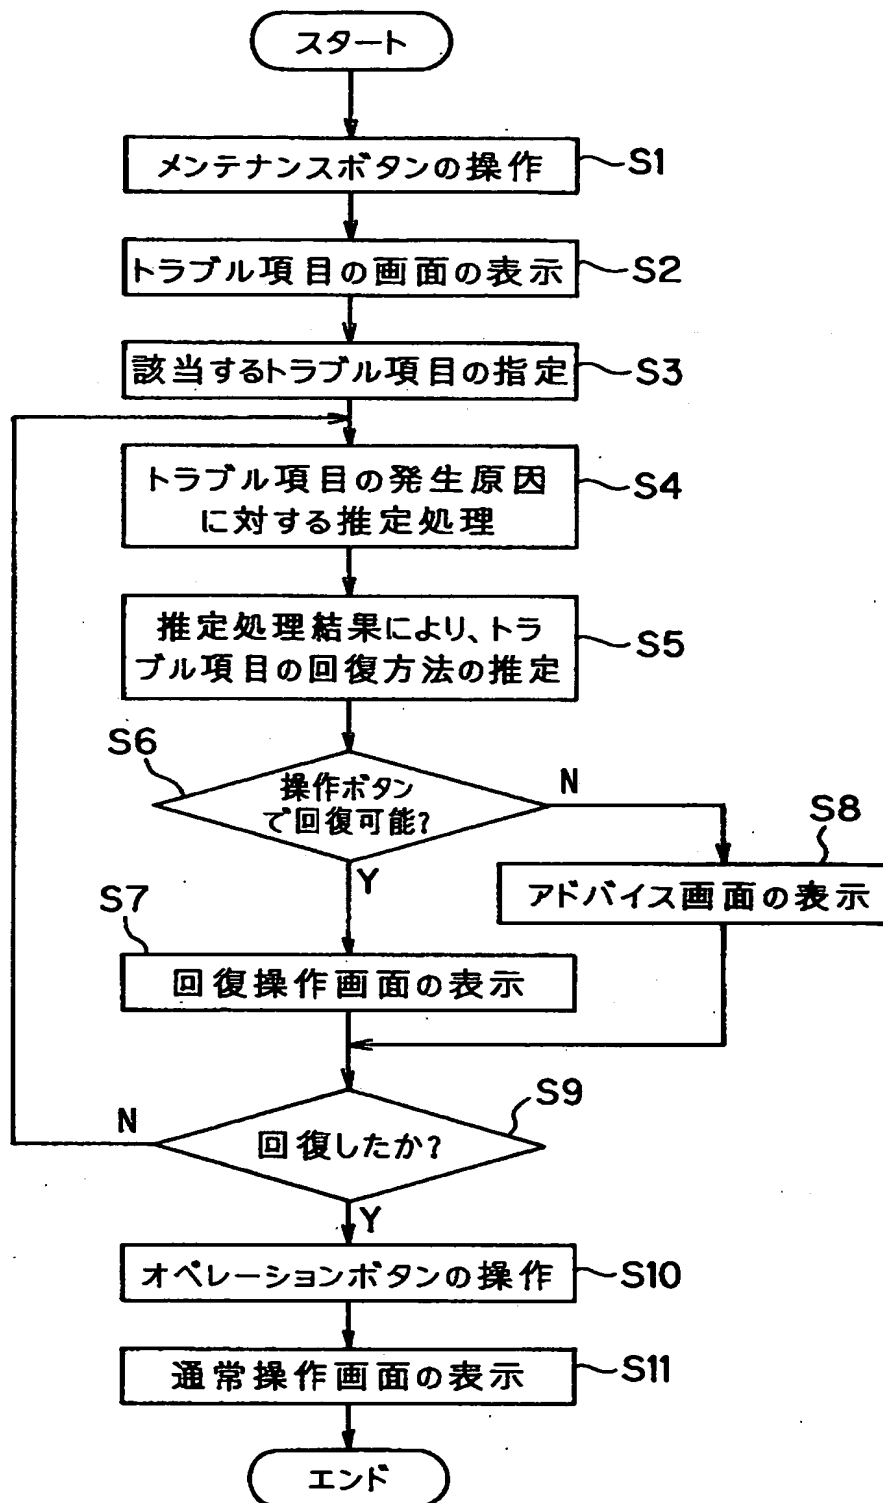 スタート
メンテナンスボタンの操作
S1
トラブル項目の画面の表示
S2
該当するトラブル項目の指定
S3
トラブル項目の発生原因
に対する推定処理
S4
推定処理結果により、トラ
ブル項目の回復方法の推定
S5
S6
操作ボタン
で回復可能?
N
Y
S8
アドバイス画面の表示
S7
回復操作画面の表示
S9
回復したか?
N
Y
オペレーションボタンの操作
S10
通常操作画面の表示
S11
エンド